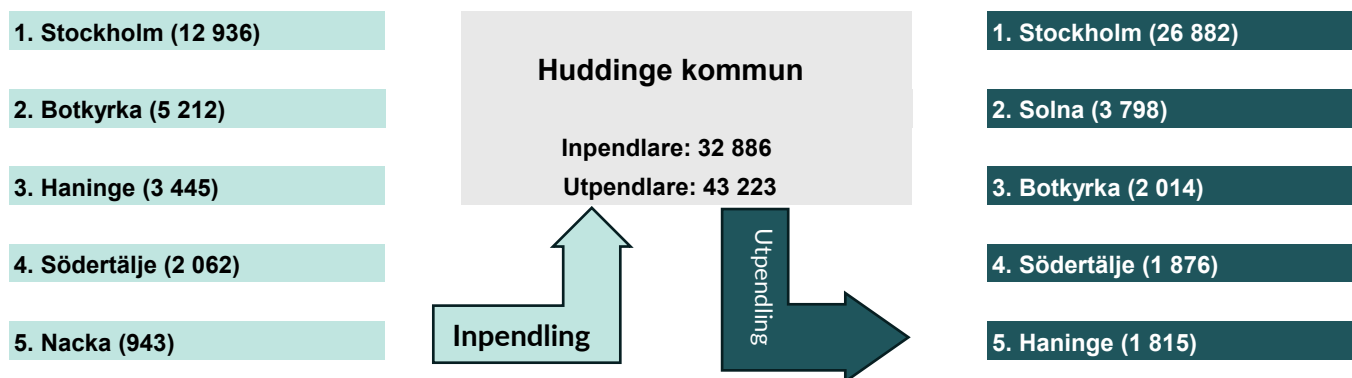 1. Stockholm (12 936)
2. Botkyrka (5 212)
3. Haninge (3 445)
4. Södertälje (2 062)
5. Nacka (943)
Huddinge kommun
Inpendlare: 32 886
Utpendlare: 43 223
Inpendling
Utpendling
1. Stockholm (26 882)
2. Solna (3 798)
3. Botkyrka (2 014)
4. Södertälje (1 876)
5. Haninge (1 815)